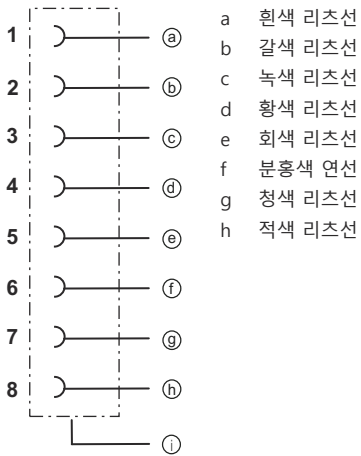 1 ⓐ
2 ⓑ
3 ⓒ
4 ⓓ
5 ⓔ
6 ⓕ
7 ⓖ
8 ⓗ
ⓘ
a 흰색 리츠선
b 갈색 리츠선
c 녹색 리츠선
d 황색 리츠선
e 회색 리츠선
f 분홍색 연선
g 청색 리츠선
h 적색 리츠선